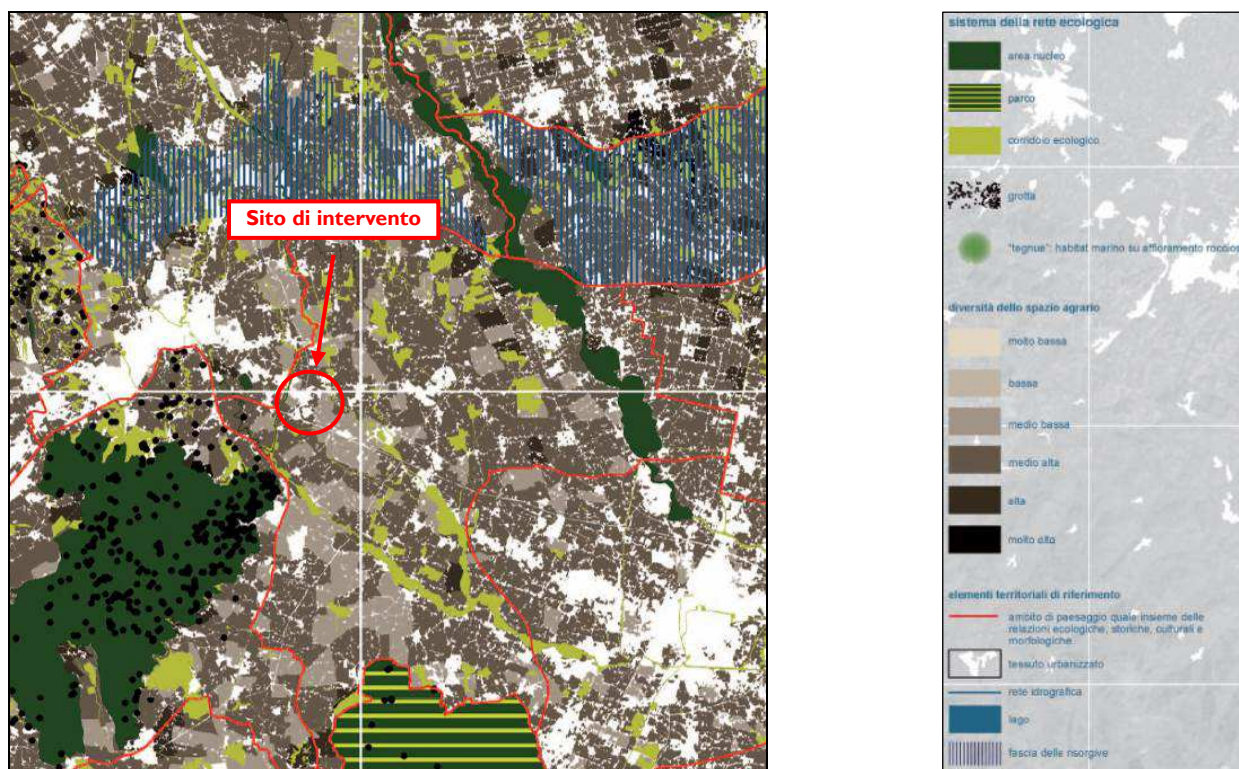 Sito di intervento
sistema della rete ecologica
area nucleo
parco
corridoio ecologico
grotta
"tegnue": habitat marino su affioramento roccios
diversità dello spazio agrario
molto bassa
bassa
medio bassa
medio alta
alta
molto alta
elementi territoriali di riferimento
ambito di paesaggio quale insieme delle
relazioni ecologiche, storiche, culturali e
morfologiche
tessuto urbanizzato
rete idrografica
lago
fascia delle risorgive